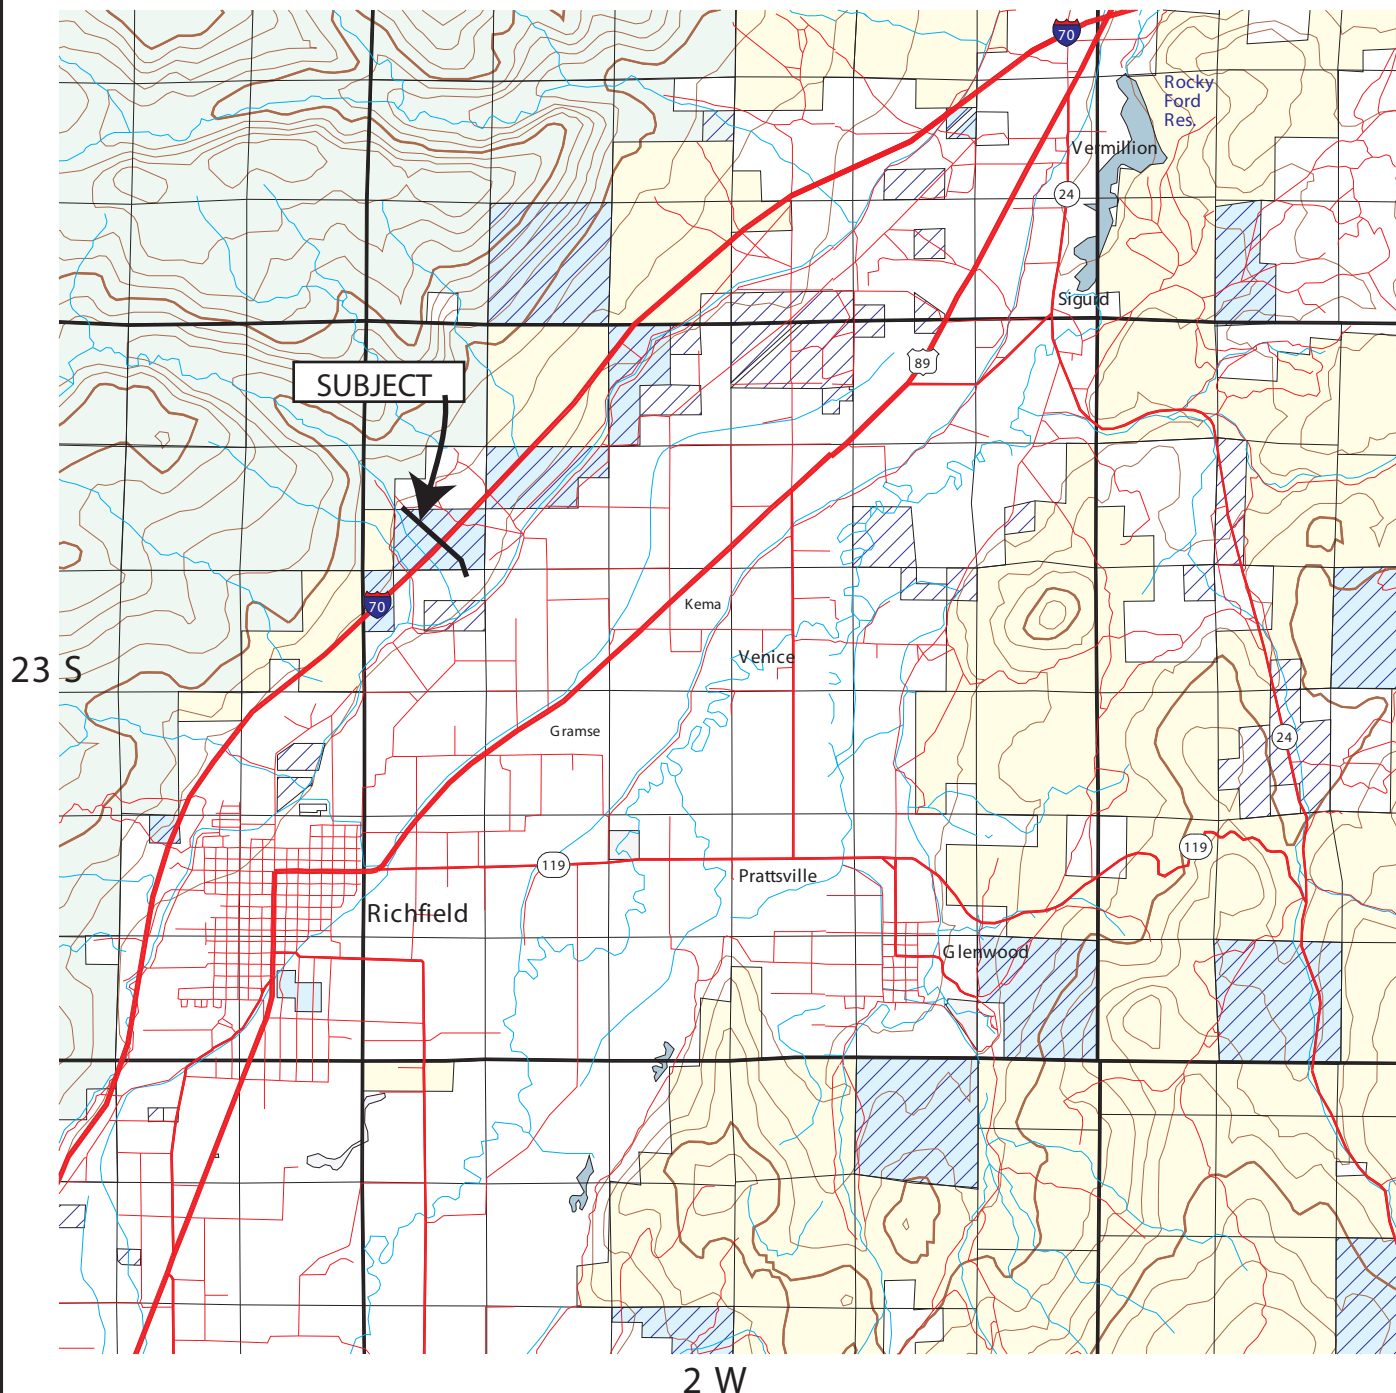 70
Rocky
Ford
Res.
Vermillion
24
Sigurd
89
SUBJECT
70
Kema
Venice
23 S
Gramse
24
119
119
Prattsville
Richfield
Glenwood
2 W